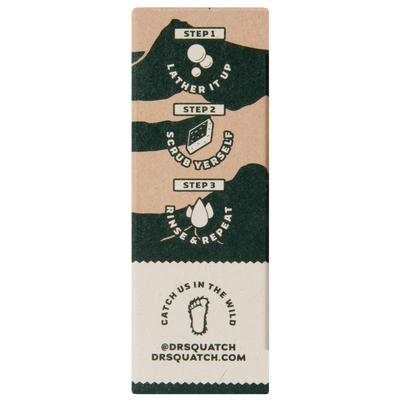 STEP 1
LATHER IT UP
STEP 2
SCRUB YERSELF
STEP 3
RINSE & REPEAT
CATCH US IN THE WILD
@DRSQUATCH
DRSQUATCH.COM